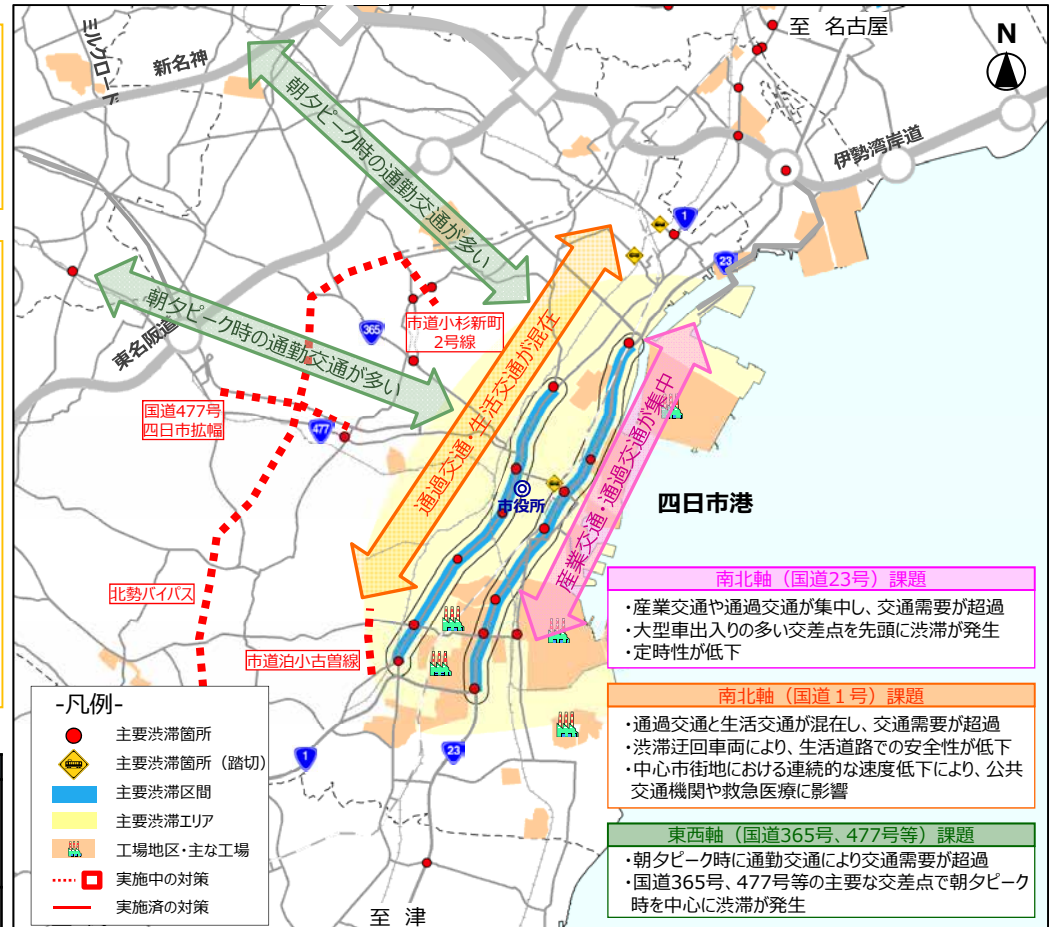 至 名古屋
N
ミルクロード
新名神
朝夕ピーク時の通勤交通が多い
伊勢湾岸道
1
23
朝夕ピーク時の通勤交通が多い
東名阪道
365
市道小杉新町
2号線
通過交通・生活交通が混在
国道477号
四日市拡幅
477
産業交通・通過交通が集中
市役所
四日市港
北勢バイパス
市道泊小古曽線
南北軸（国道23号）課題
・産業交通や通過交通が集中し、交通需要が超過
・大型車出入りの多い交差点を先頭に渋滞が発生
・定時性が低下
南北軸（国道１号）課題
・通過交通と生活交通が混在し、交通需要が超過
・渋滞迂回車両により、生活道路での安全性が低下
・中心市街地における連続的な速度低下により、公共
交通機関や救急医療に影響
東西軸（国道365号、477号等）課題
・朝夕ピーク時に通勤交通により交通需要が超過
・国道365号、477号等の主要な交差点で朝夕ピーク
時を中心に渋滞が発生
-凡例-
主要渋滞箇所
主要渋滞箇所（踏切）
主要渋滞区間
主要渋滞エリア
工場地区・主な工場
実施中の対策
実施済の対策
1
23
至 津